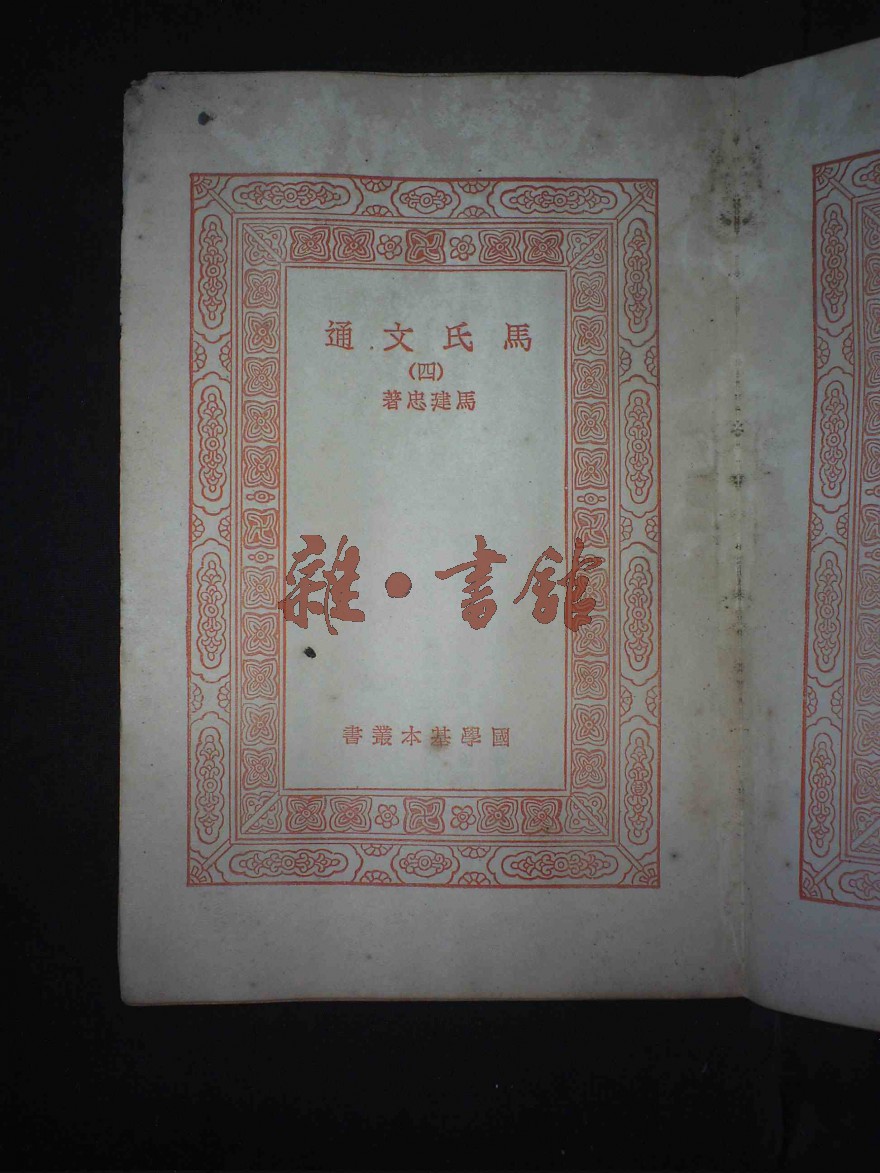 馬氏文通
(四)
馬建忠著
雜·書館
國學基本叢書